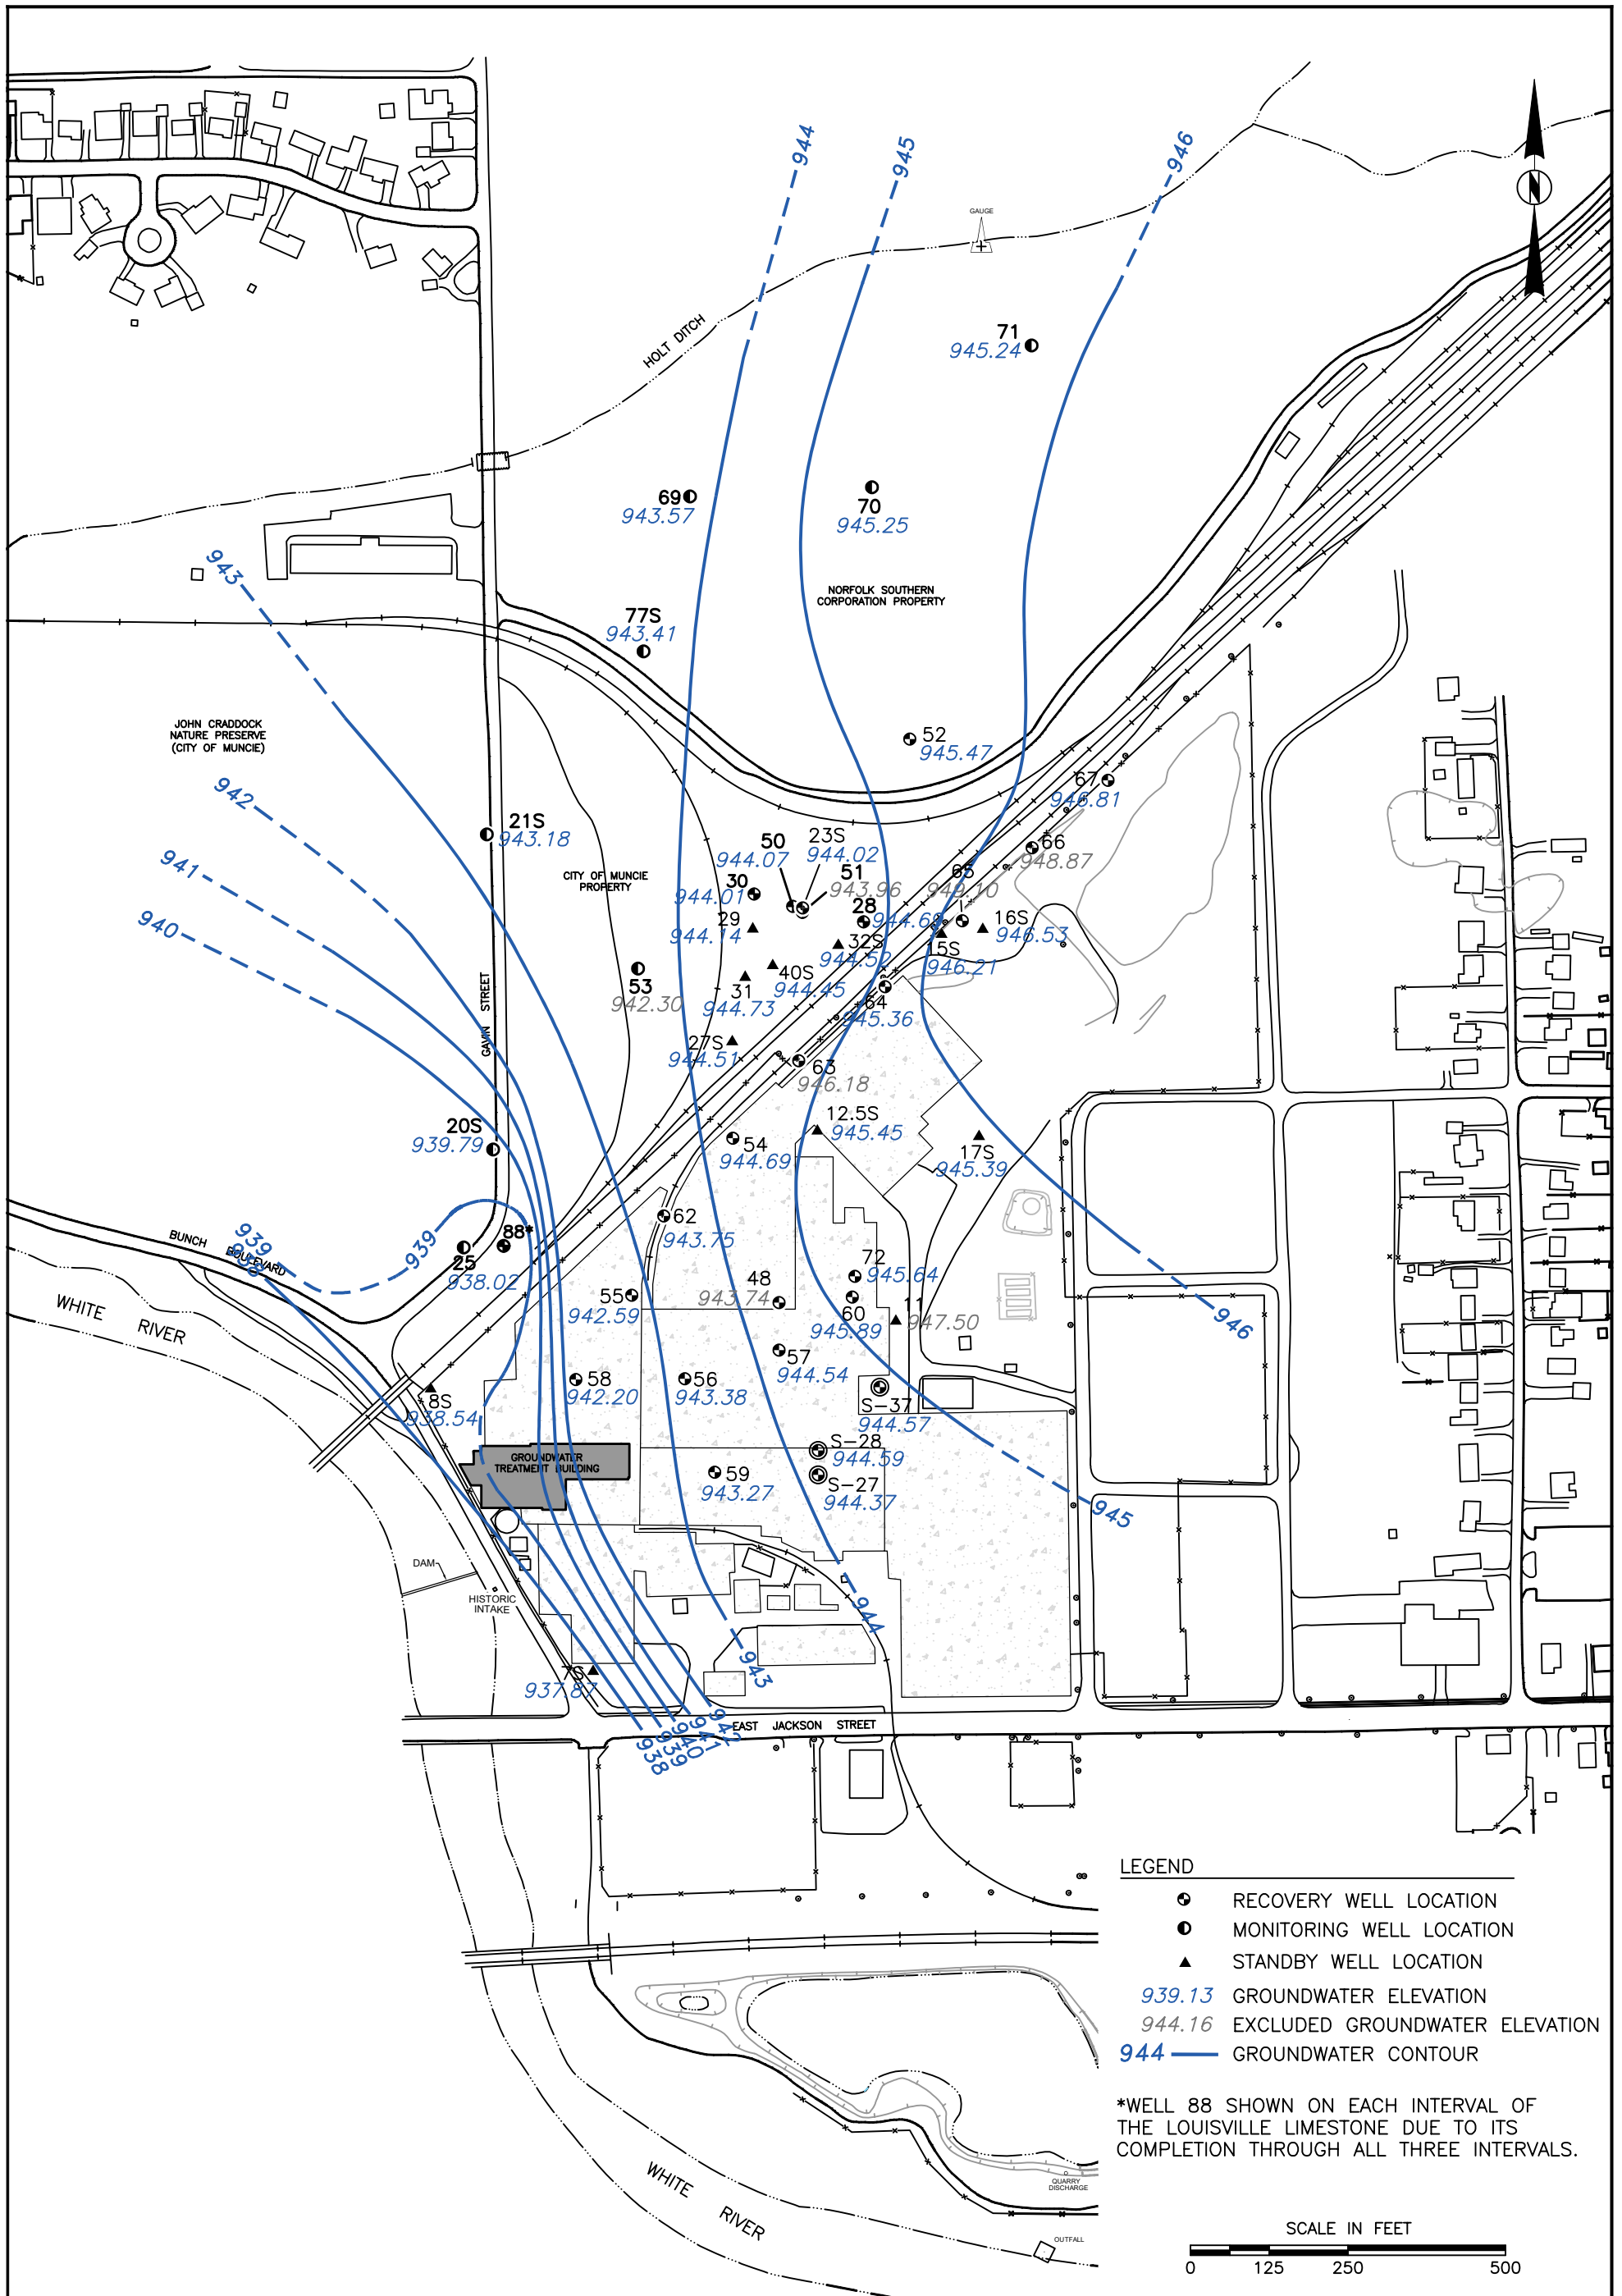 944
945
946
GAUGE
N
HOLT DITCH
71
945.24
69
943.57
70
945.25
943
NORFOLK SOUTHERN
CORPORATION PROPERTY
77S
943.41
JOHN CRADDOCK
NATURE PRESERVE
(CITY OF MUNCIE)
52
945.47
67
946.81
942
21S
943.18
50
944.07
23S
944.02
51
943.96
66
948.87
65
949.10
941
CITY OF MUNCIE
PROPERTY
30
944.01
28
944.68
940
29
944.14
16S
946.53
32S
944.52
15S
946.21
40S
944.45
53
942.30
31
944.73
64
945.36
GAVIN STREET
27S
944.51
63
946.18
20S
939.79
12.5S
945.45
54
944.69
17S
945.39
62
943.75
88*
939
938
939
BUNCH BOULEVARD
25
938.02
72
945.64
48
943.74
55
942.59
60
945.89
11
947.50
946
WHITE RIVER
57
944.54
58
942.20
56
943.38
8S
938.54
S-37
944.57
S-28
944.59
GROUNDWATER
TREATMENT BUILDING
59
943.27
S-27
944.37
945
DAM
HISTORIC
INTAKE
944
943
7S
937.87
EAST JACKSON STREET
942
941
940
939
938
LEGEND
RECOVERY WELL LOCATION
MONITORING WELL LOCATION
STANDBY WELL LOCATION
939.13 GROUNDWATER ELEVATION
944.16 EXCLUDED GROUNDWATER ELEVATION
944 GROUNDWATER CONTOUR
*WELL 88 SHOWN ON EACH INTERVAL OF
THE LOUISVILLE LIMESTONE DUE TO ITS
COMPLETION THROUGH ALL THREE INTERVALS.
WHITE RIVER
QUARRY
DISCHARGE
OUTFALL
SCALE IN FEET
0 125 250 500